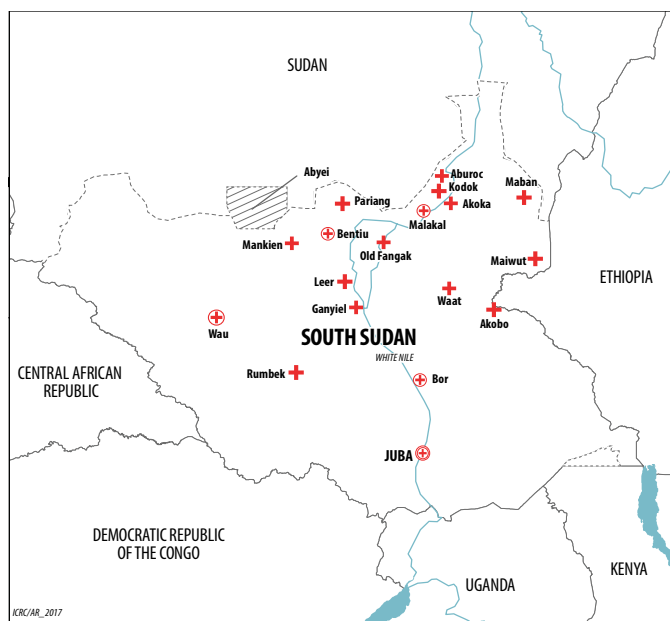 SUDAN
Abyei
Aburoc
Kodok
Maban
Pariang
Akoka
Malakal
Bentiu
Mankien
Old Fangak
Maiwut
ETHIOPIA
Leer
Waat
Ganyiel
Akobo
Wau
SOUTH SUDAN
WHITE NILE
CENTRAL AFRICAN
REPUBLIC
Rumbek
Bor
JUBA
DEMOCRATIC REPUBLIC
OF THE CONGO
KENYA
UGANDA
ICRC/AR_2017